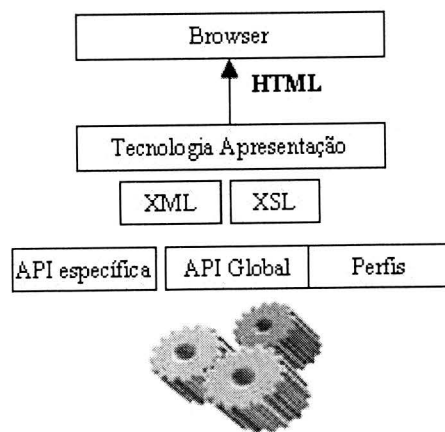 Browser
HTML
Tecnologia Apresentação
XML XSL
API específica API Global Perfis